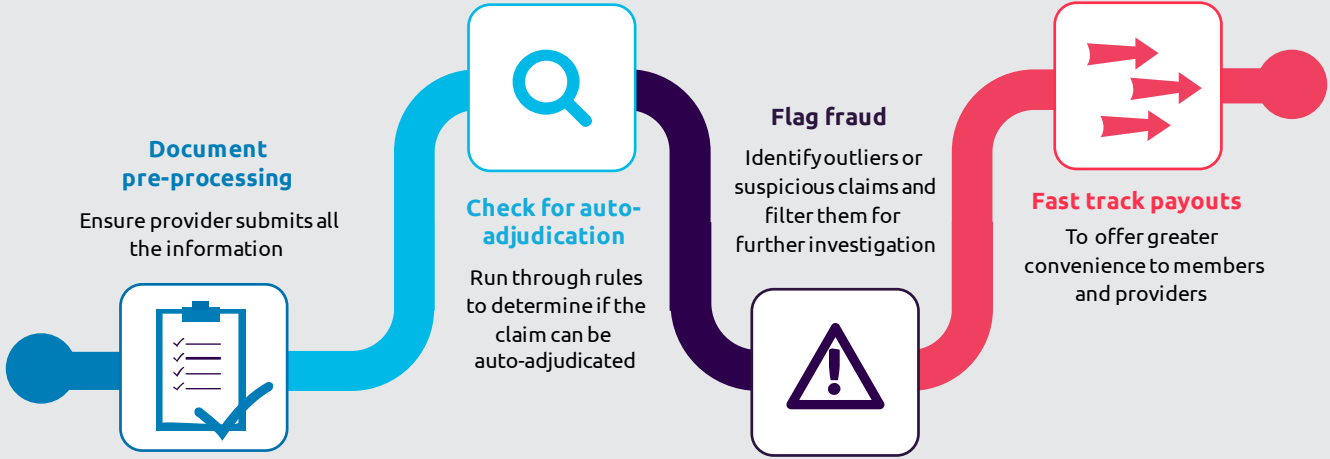 Document
pre-processing
Ensure provider submits all
the information
Check for auto-
adjudication
Run through rules
to determine if the
claim can be
auto-adjudicated
Flag fraud
Identify outliers or
suspicious claims and
filter them for
further investigation
Fast track payouts
To offer greater
convenience to members
and providers